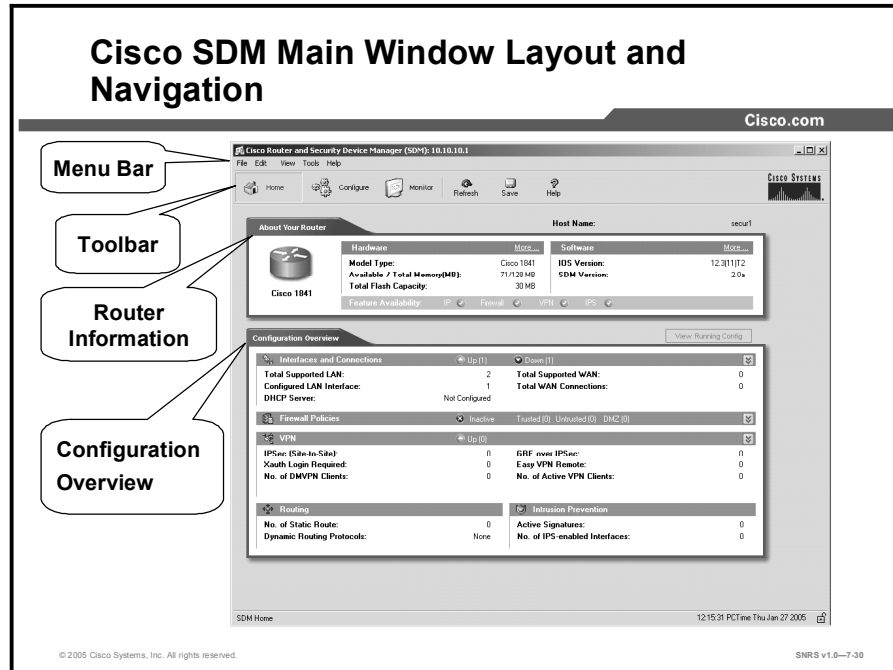 Cisco SDM Main Window Layout and
Navigation
Cisco.com
Menu Bar
Toolbar
Router
Information
Configuration
Overview
Cisco Router and Security Device Manager (SDM): 10.10.10.1
File Edit View Tools Help
Home Configure Monitor Refresh Save Help
CISCO SYSTEMS
About Your Router Host Name: secur1
Cisco 1841
Hardware More ... Software More ...
Model Type: Cisco 1841 IOS Version: 12.3(11)T2
Available / Total Memory(MB): 71/128 MB SDM Version: 2.0a
Total Flash Capacity: 30 MB
Feature Availability: IP Firewall VPN IPS
Configuration Overview View Running Config
Interfaces and Connections Up (1) Down (1)
Total Supported LAN: 2 Total Supported WAN: 0
Configured LAN Interface: 1 Total WAN Connections: 0
DHCP Server: Not Configured
Firewall Policies Inactive Trusted (0) Untrusted (0) DMZ (0)
VPN Up (0)
IPSec (Site-to-Site): 0 GRE over IPSec: 0
Xauth Login Required: 0 Easy VPN Remote: 0
No. of DMVPN Clients: 0 No. of Active VPN Clients: 0
Routing Intrusion Prevention
No. of Static Route: 0 Active Signatures: 0
Dynamic Routing Protocols: None No. of IPS-enabled Interfaces: 0
SDM Home 12:15:31 PCTime Thu Jan 27 2005
© 2005 Cisco Systems, Inc. All rights reserved. SNRS v1.0—7-30